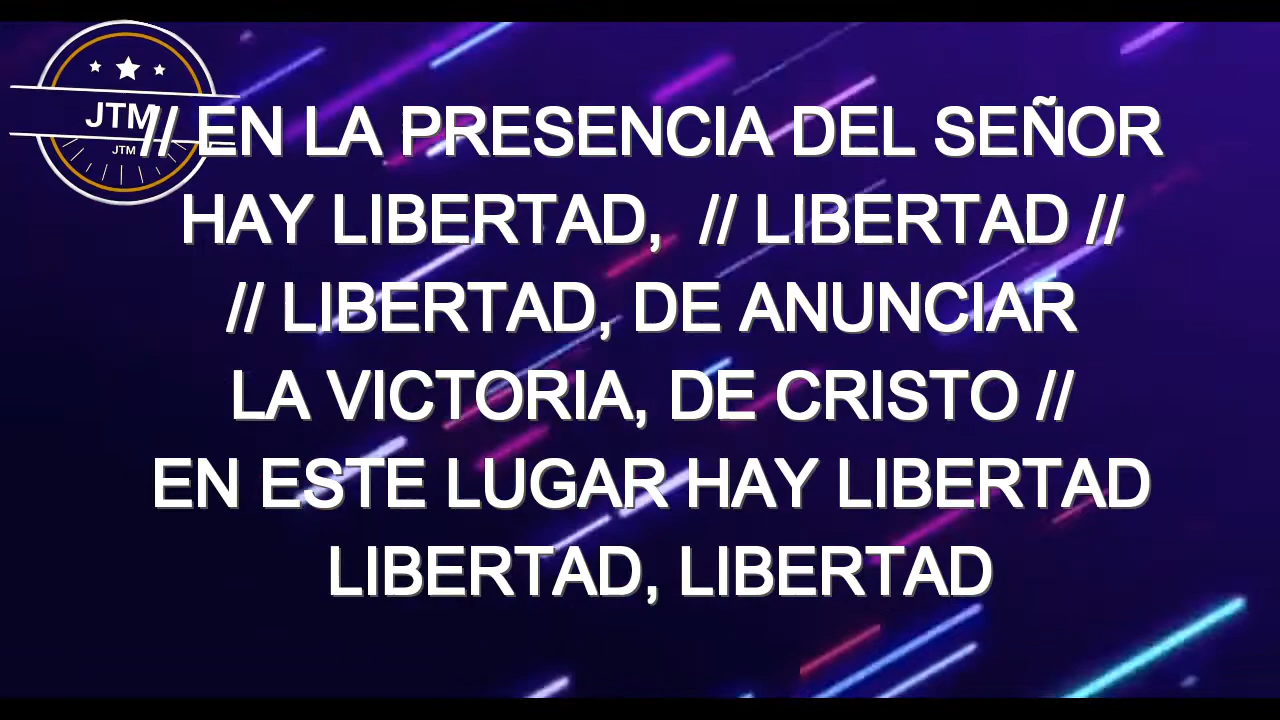 JTM
JTM
// EN LA PRESENCIA DEL SEÑOR
HAY LIBERTAD, // LIBERTAD //
// LIBERTAD, DE ANUNCIAR
LA VICTORIA, DE CRISTO //
EN ESTE LUGAR HAY LIBERTAD
LIBERTAD, LIBERTAD